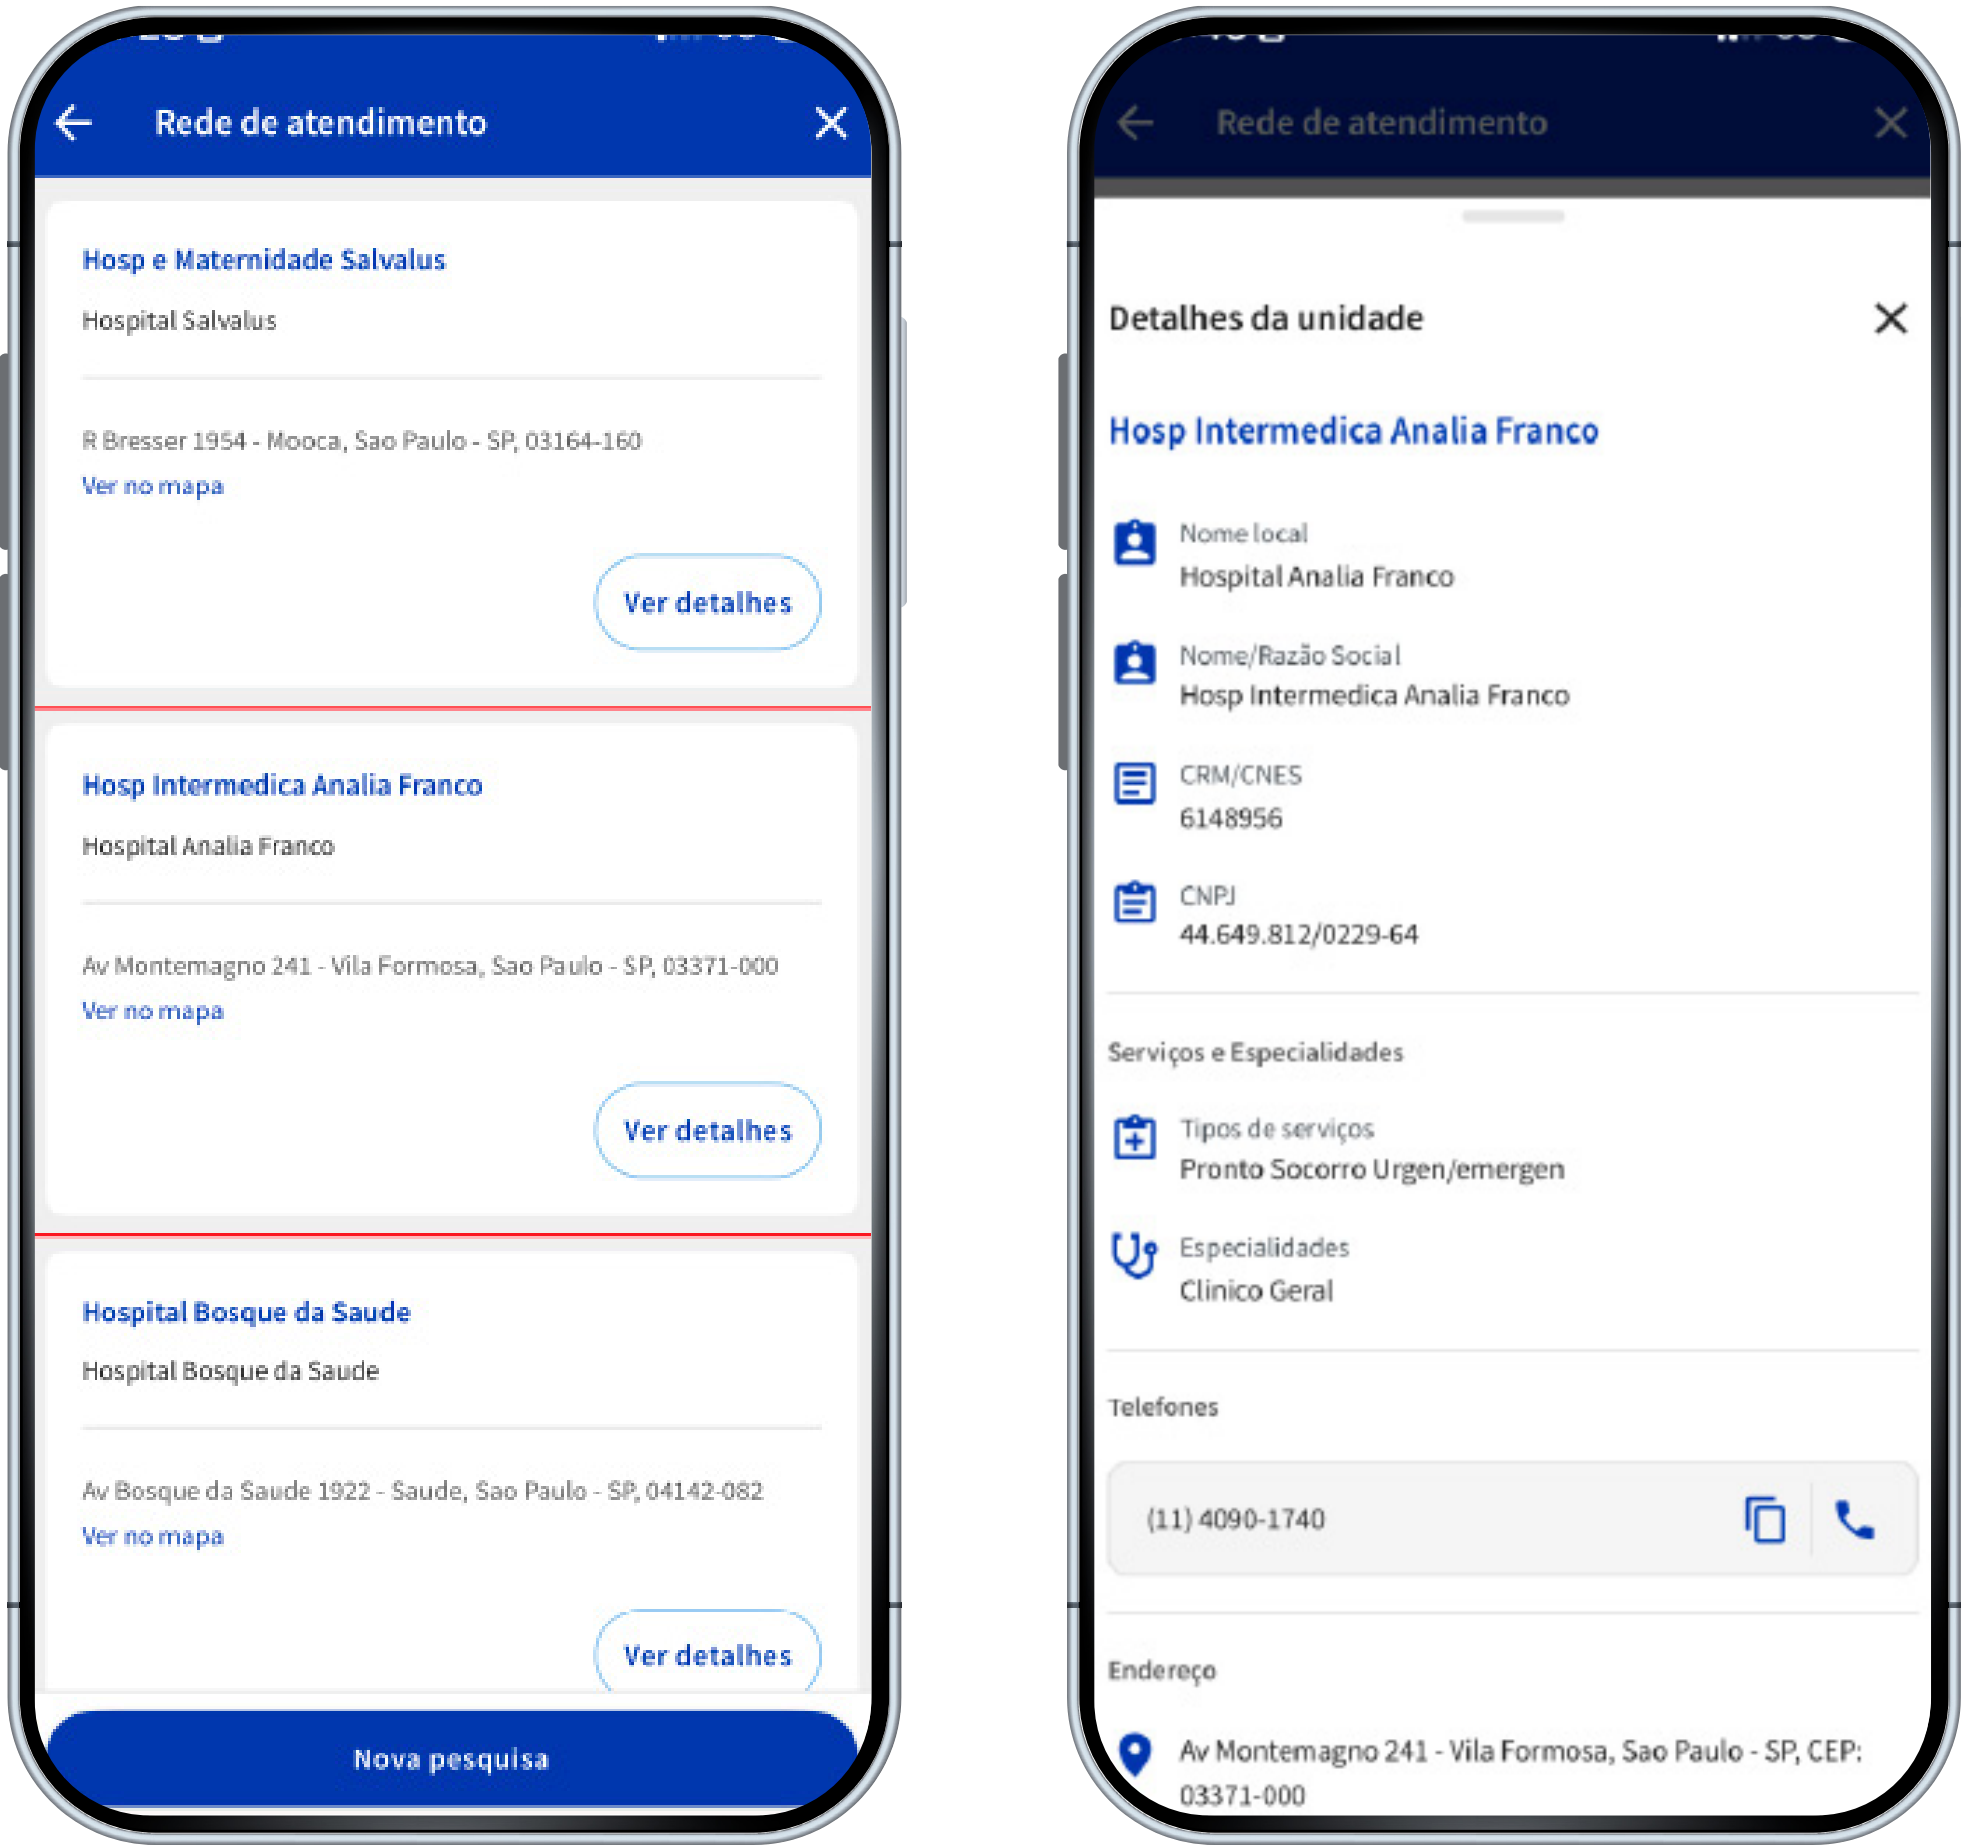 Rede de atendimento
Hosp e Maternidade Salvalus
Hospital Salvalus
R Bresser 1954 - Mooca, Sao Paulo - SP, 03164-160
Ver no mapa
Ver detalhes
Hosp Intermedica Analia Franco
Hospital Analia Franco
Av Montemagno 241 - Vila Formosa, Sao Paulo - SP, 03371-000
Ver no mapa
Ver detalhes
Hospital Bosque da Saude
Hospital Bosque da Saude
Av Bosque da Saude 1922 - Saude, Sao Paulo - SP, 04142-082
Ver no mapa
Ver detalhes
Nova pesquisa
Rede de atendimento
Detalhes da unidade
Hosp Intermedica Analia Franco
Nome local
Hospital Analia Franco
Nome/Razão Social
Hosp Intermedica Analia Franco
CRM/CNES
6148956
CNPJ
44.649.812/0229-64
Serviços e Especialidades
Tipos de serviços
Pronto Socorro Urgen/emergen
Especialidades
Clinico Geral
Telefones
(11) 4090-1740
Endereço
Av Montemagno 241 - Vila Formosa, Sao Paulo - SP, CEP:
03371-000